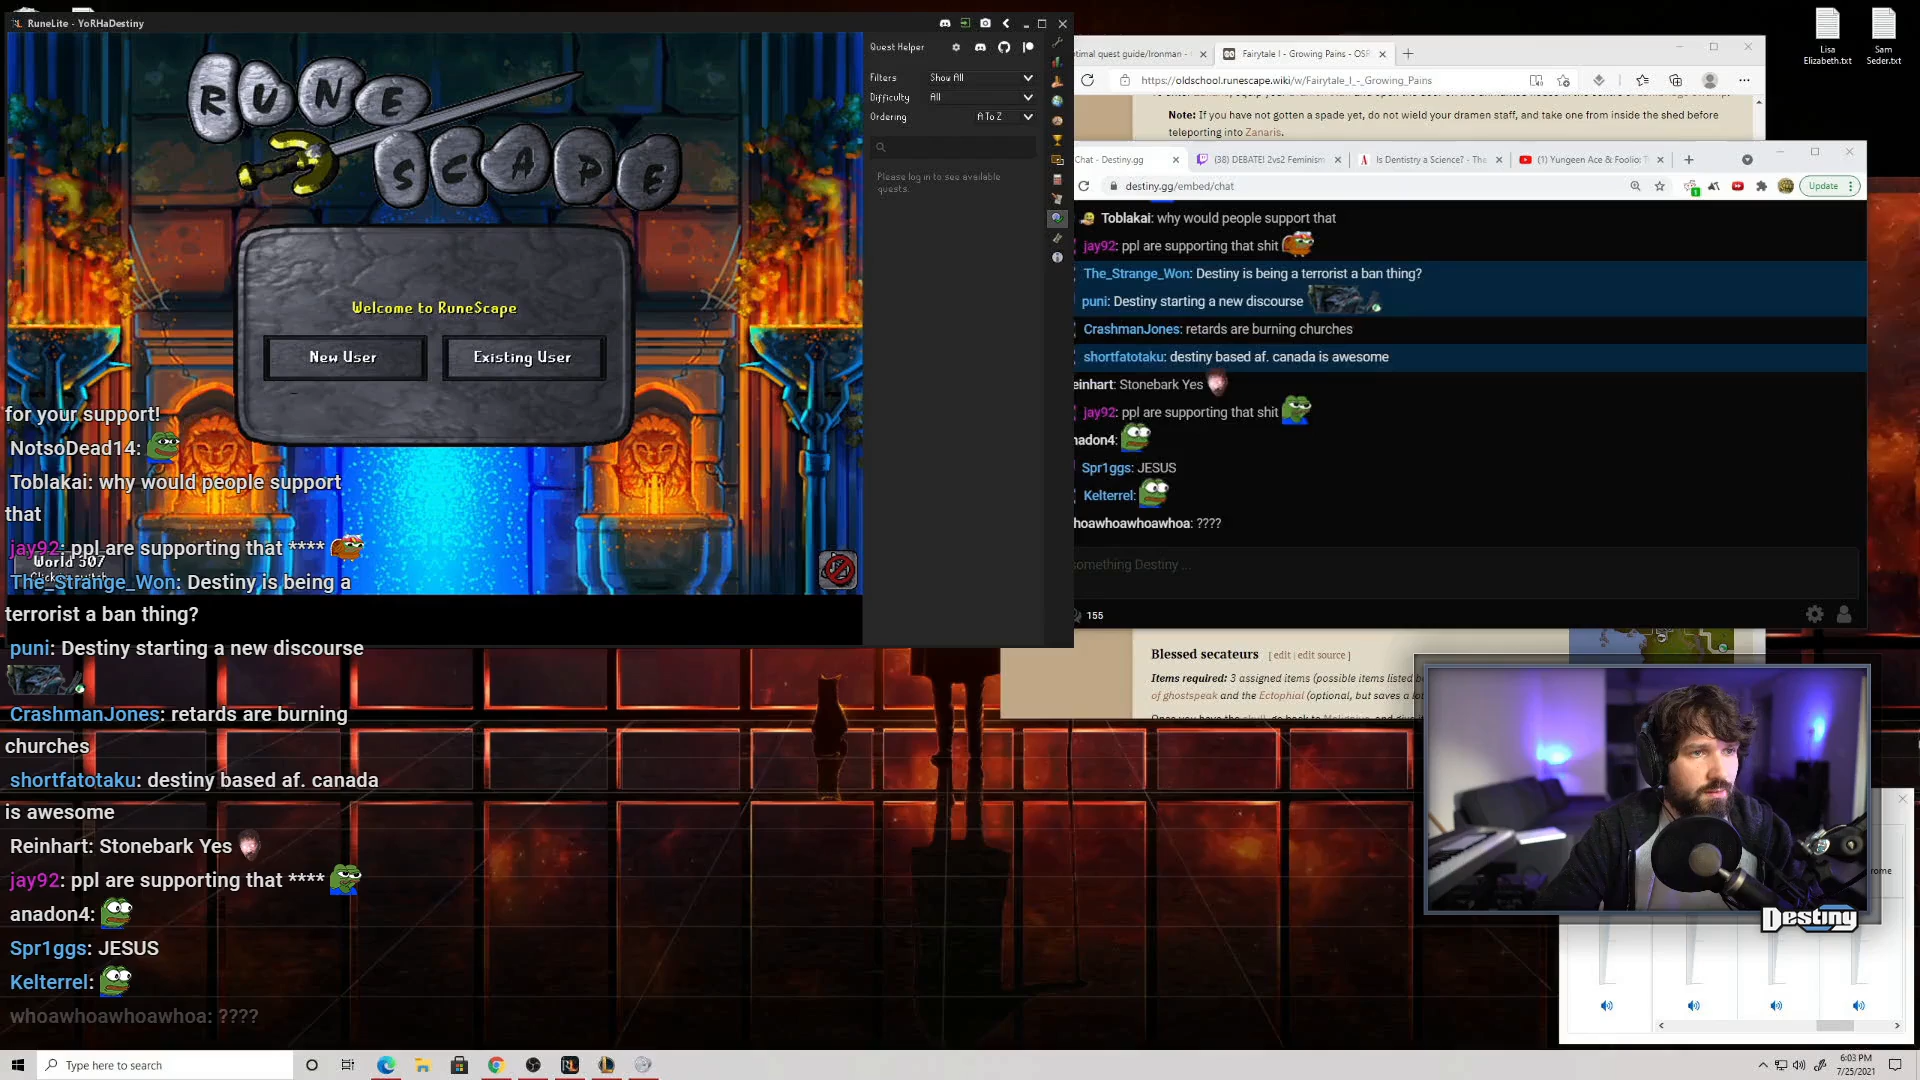 RuneLite - YoRHaDestiny
RUNE
SCAPE
Welcome to RuneScape
New User
Existing User
World 307
Quest Helper
Filters
Show All
Difficulty
All
Ordering
A To Z
Please log in to see available
quests.
for your support!
NotsoDead14:
Toblakai: why would people support
that
jay92: ppl are supporting that ****
The_Strange_Won: Destiny is being a
terrorist a ban thing?
puni: Destiny starting a new discourse
CrashmanJones: retards are burning
churches
shortfatotaku: destiny based af. canada
is awesome
Reinhart: Stonebark Yes
jay92: ppl are supporting that ****
anadon4:
Spr1ggs: JESUS
Kelterrel:
whoawhoawhoawhoa: ????
timal quest guide/Ironman -
Fairytale I - Growing Pains - OSR
https://oldschool.runescape.wiki/w/Fairytale_I_-_Growing_Pains
Note: If you have not gotten a spade yet, do not wield your dramen staff, and take one from inside the shed before
teleporting into Zanaris.
Chat - Destiny.gg
(38) DEBATE! 2vs2 Feminism
Is Dentistry a Science? - The
(1) Yungeen Ace & Foolio: T
destiny.gg/embed/chat
Update
Toblakai: why would people support that
jay92: ppl are supporting that shit
The_Strange_Won: Destiny is being a terrorist a ban thing?
puni: Destiny starting a new discourse
CrashmanJones: retards are burning churches
shortfatotaku: destiny based af. canada is awesome
einhart: Stonebark Yes
jay92: ppl are supporting that shit
nadon4:
Spr1ggs: JESUS
Kelterrel:
hoawhoawhoawhoa: ????
something Destiny ...
155
Blessed secateurs [ edit | edit source ]
Items required: 3 assigned items (possible items listed b
of ghostspeak and the Ectophial (optional, but saves a lo
Destiny
rome
Lisa
Elizabeth.txt
Sam
Seder.txt
Type here to search
6:03 PM
7/25/2021